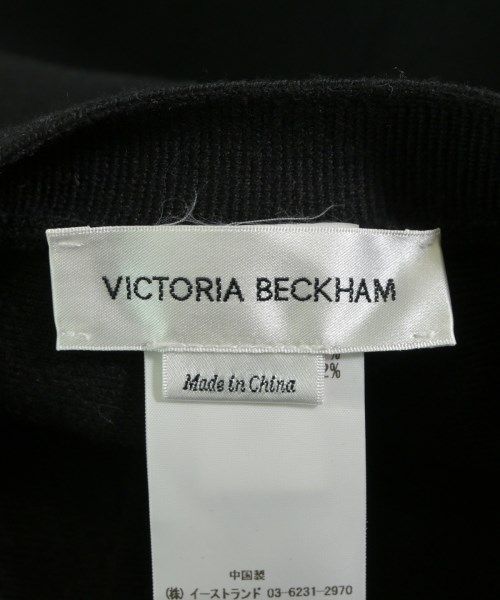 VICTORIA BECKHAM
Made in China
2%
中国製
(株) イーストランド 03-6231-2970